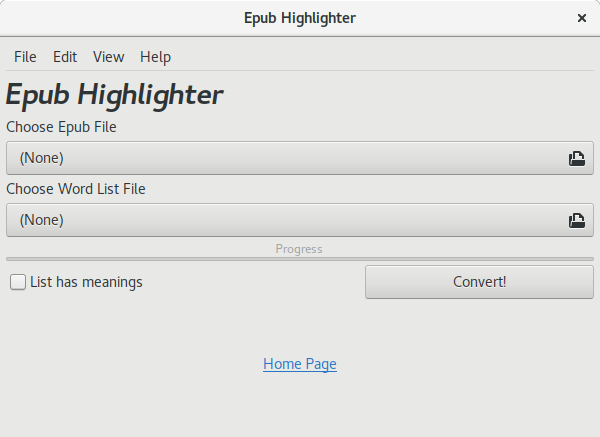 Epub Highlighter
File Edit View Help
Epub Highlighter
Choose Epub File
(None)
Choose Word List File
(None)
Progress
List has meanings Convert!
Home Page